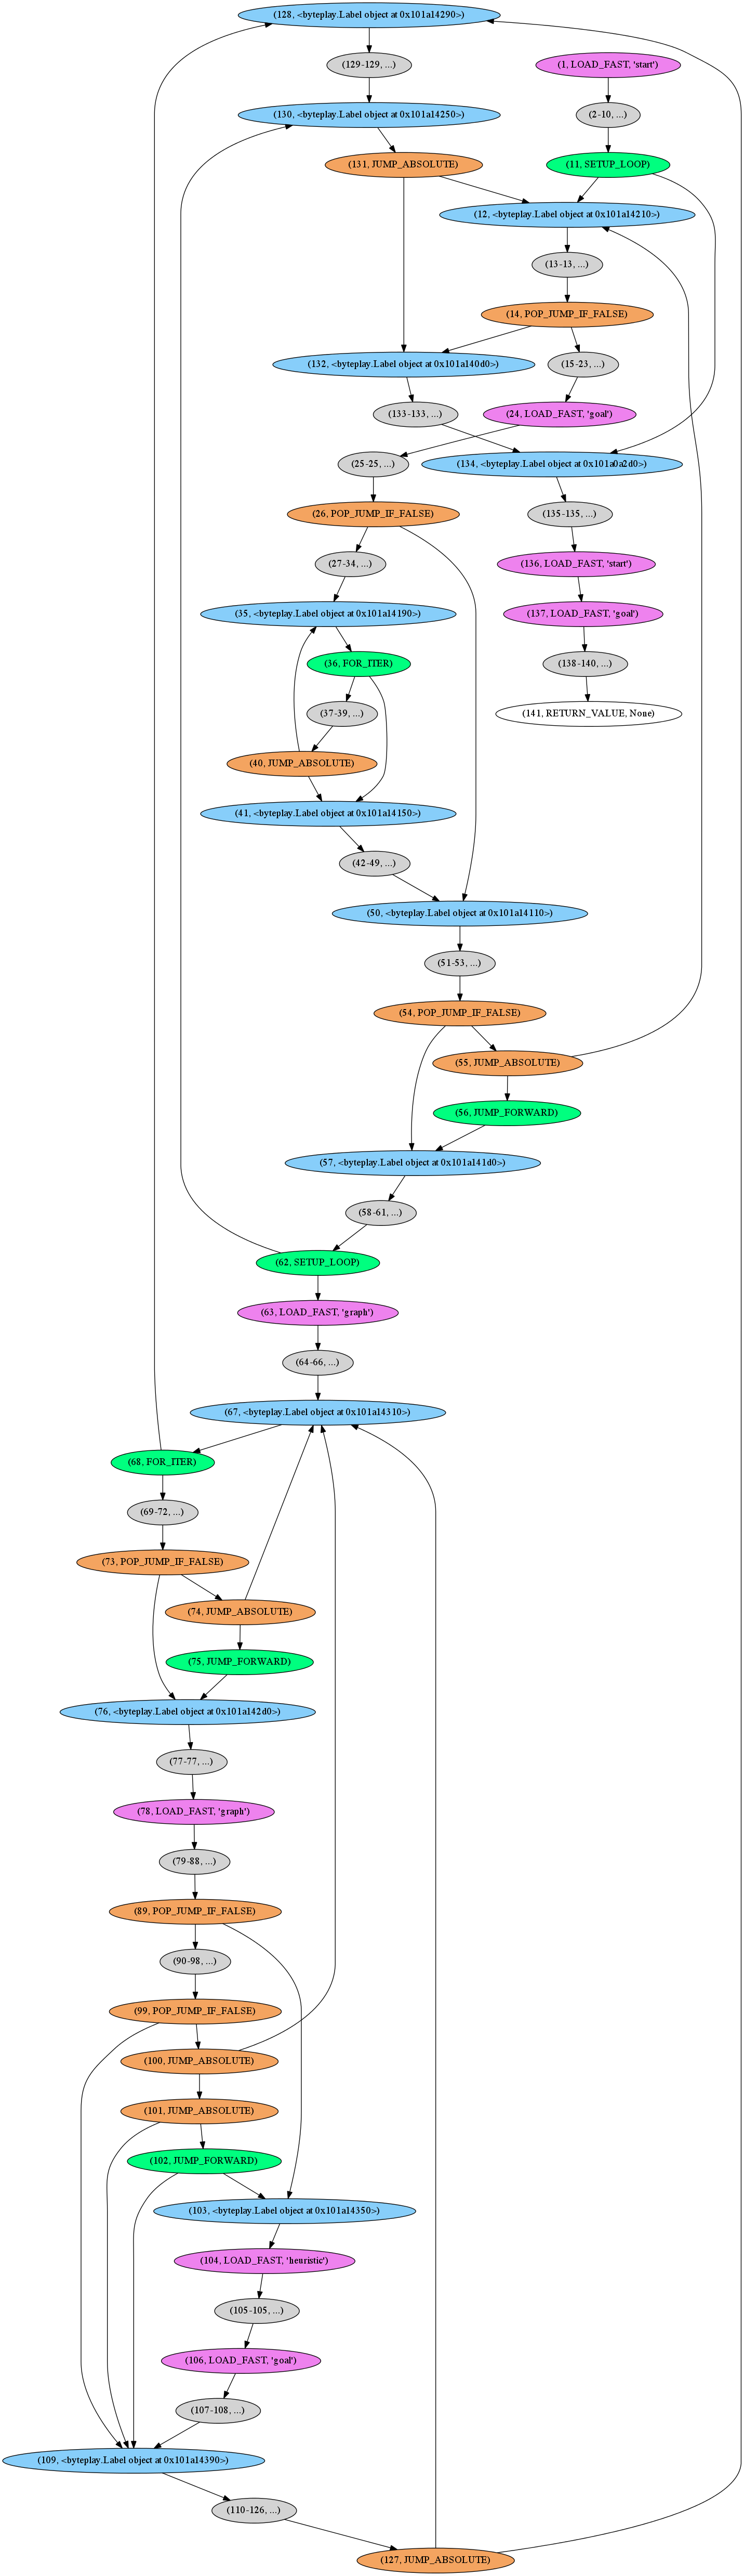 (128, <byteplay.Label object at 0x101a14290>)
(129-129, ...)
(1, LOAD_FAST, 'start')
(130, <byteplay.Label object at 0x101a14250>)
(2-10, ...)
(131, JUMP_ABSOLUTE)
(11, SETUP_LOOP)
(12, <byteplay.Label object at 0x101a14210>)
(13-13, ...)
(14, POP_JUMP_IF_FALSE)
(132, <byteplay.Label object at 0x101a140d0>)
(15-23, ...)
(133-133, ...)
(24, LOAD_FAST, 'goal')
(25-25, ...)
(134, <byteplay.Label object at 0x101a0a2d0>)
(26, POP_JUMP_IF_FALSE)
(135-135, ...)
(27-34, ...)
(136, LOAD_FAST, 'start')
(35, <byteplay.Label object at 0x101a14190>)
(137, LOAD_FAST, 'goal')
(36, FOR_ITER)
(138-140, ...)
(37-39, ...)
(141, RETURN_VALUE, None)
(40, JUMP_ABSOLUTE)
(41, <byteplay.Label object at 0x101a14150>)
(42-49, ...)
(50, <byteplay.Label object at 0x101a14110>)
(51-53, ...)
(54, POP_JUMP_IF_FALSE)
(55, JUMP_ABSOLUTE)
(56, JUMP_FORWARD)
(57, <byteplay.Label object at 0x101a141d0>)
(58-61, ...)
(62, SETUP_LOOP)
(63, LOAD_FAST, 'graph')
(64-66, ...)
(67, <byteplay.Label object at 0x101a14310>)
(68, FOR_ITER)
(69-72, ...)
(73, POP_JUMP_IF_FALSE)
(74, JUMP_ABSOLUTE)
(75, JUMP_FORWARD)
(76, <byteplay.Label object at 0x101a142d0>)
(77-77, ...)
(78, LOAD_FAST, 'graph')
(79-88, ...)
(89, POP_JUMP_IF_FALSE)
(90-98, ...)
(99, POP_JUMP_IF_FALSE)
(100, JUMP_ABSOLUTE)
(101, JUMP_ABSOLUTE)
(102, JUMP_FORWARD)
(103, <byteplay.Label object at 0x101a14350>)
(104, LOAD_FAST, 'heuristic')
(105-105, ...)
(106, LOAD_FAST, 'goal')
(107-108, ...)
(109, <byteplay.Label object at 0x101a14390>)
(110-126, ...)
(127, JUMP_ABSOLUTE)